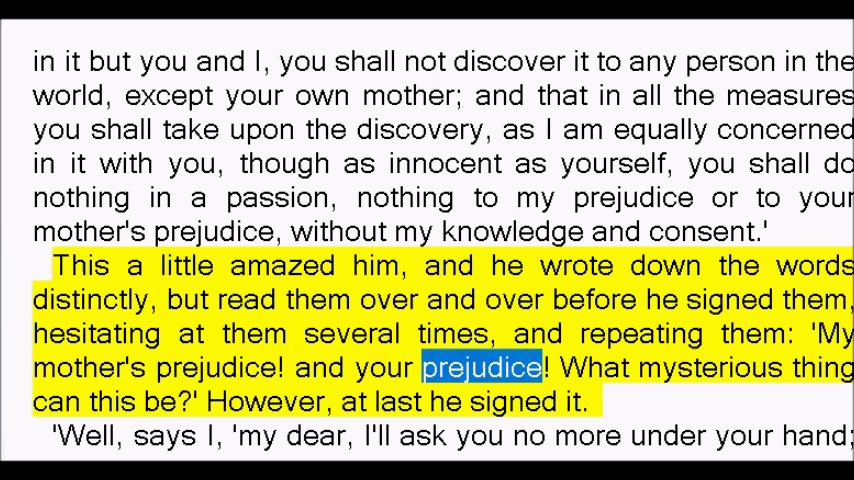 in it but you and I, you shall not discover it to any person in the
world, except your own mother; and that in all the measures
you shall take upon the discovery, as I am equally concerned
in it with you, though as innocent as yourself, you shall do
nothing in a passion, nothing to my prejudice or to your
mother's prejudice, without my knowledge and consent.'
This a little amazed him, and he wrote down the words
distinctly, but read them over and over before he signed them,
hesitating at them several times, and repeating them: 'My
mother's prejudice! and your prejudice! What mysterious thing
can this be?' However, at last he signed it.
'Well, says I, 'my dear, I'll ask you no more under your hand;